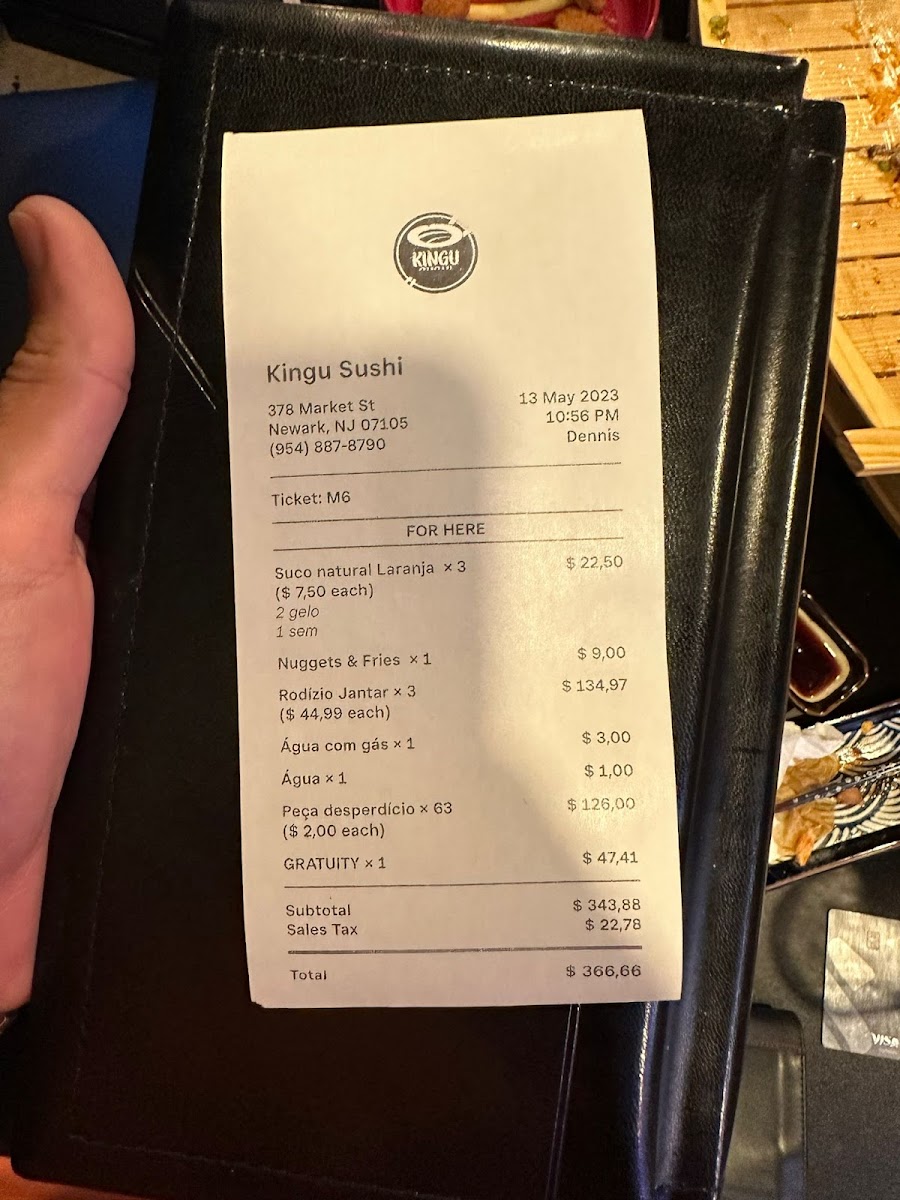 KINGU
Kingu Sushi
378 Market St
Newark, NJ 07105
(954) 887-8790
13 May 2023
10:56 PM
Dennis
Ticket: M6
FOR HERE
Suco natural Laranja × 3 $ 22,50
($ 7,50 each)
2 gelo
1 sem
Nuggets & Fries × 1 $ 9,00
Rodízio Jantar × 3 $ 134,97
($ 44,99 each)
Água com gás × 1 $ 3,00
Água × 1 $ 1,00
Peça desperdício × 63 $ 126,00
($ 2,00 each)
GRATUITY × 1 $ 47,41
Subtotal $ 343,88
Sales Tax $ 22,78
Total $ 366,66
VISA